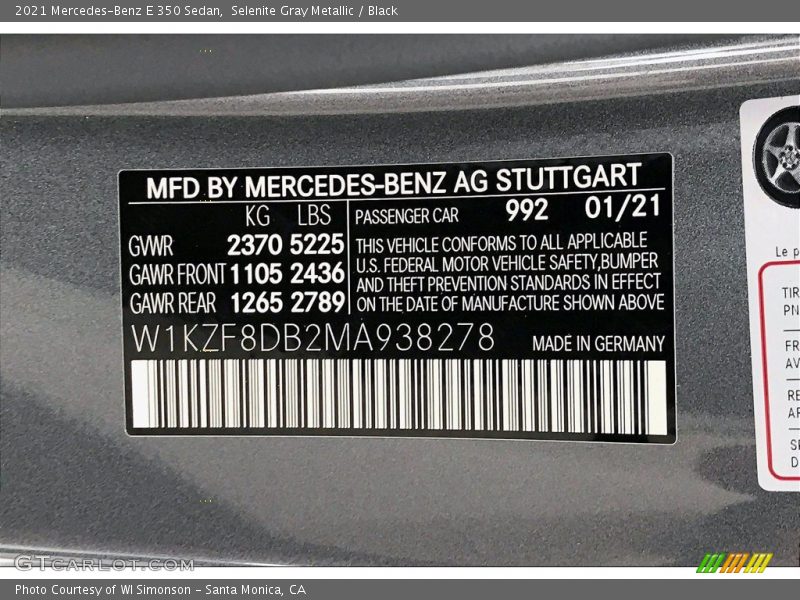 2021 Mercedes-Benz E 350 Sedan, Selenite Gray Metallic / Black
MFD BY MERCEDES-BENZ AG STUTTGART
KG LBS
GVWR 2370 5225
GAWR FRONT 1105 2436
GAWR REAR 1265 2789
PASSENGER CAR 992 01/21
THIS VEHICLE CONFORMS TO ALL APPLICABLE
U.S. FEDERAL MOTOR VEHICLE SAFETY,BUMPER
AND THEFT PREVENTION STANDARDS IN EFFECT
ON THE DATE OF MANUFACTURE SHOWN ABOVE
W1KZF8DB2MA938278 MADE IN GERMANY
Le
GTCARLOT.COM
Photo Courtesy of WI Simonson - Santa Monica, CA